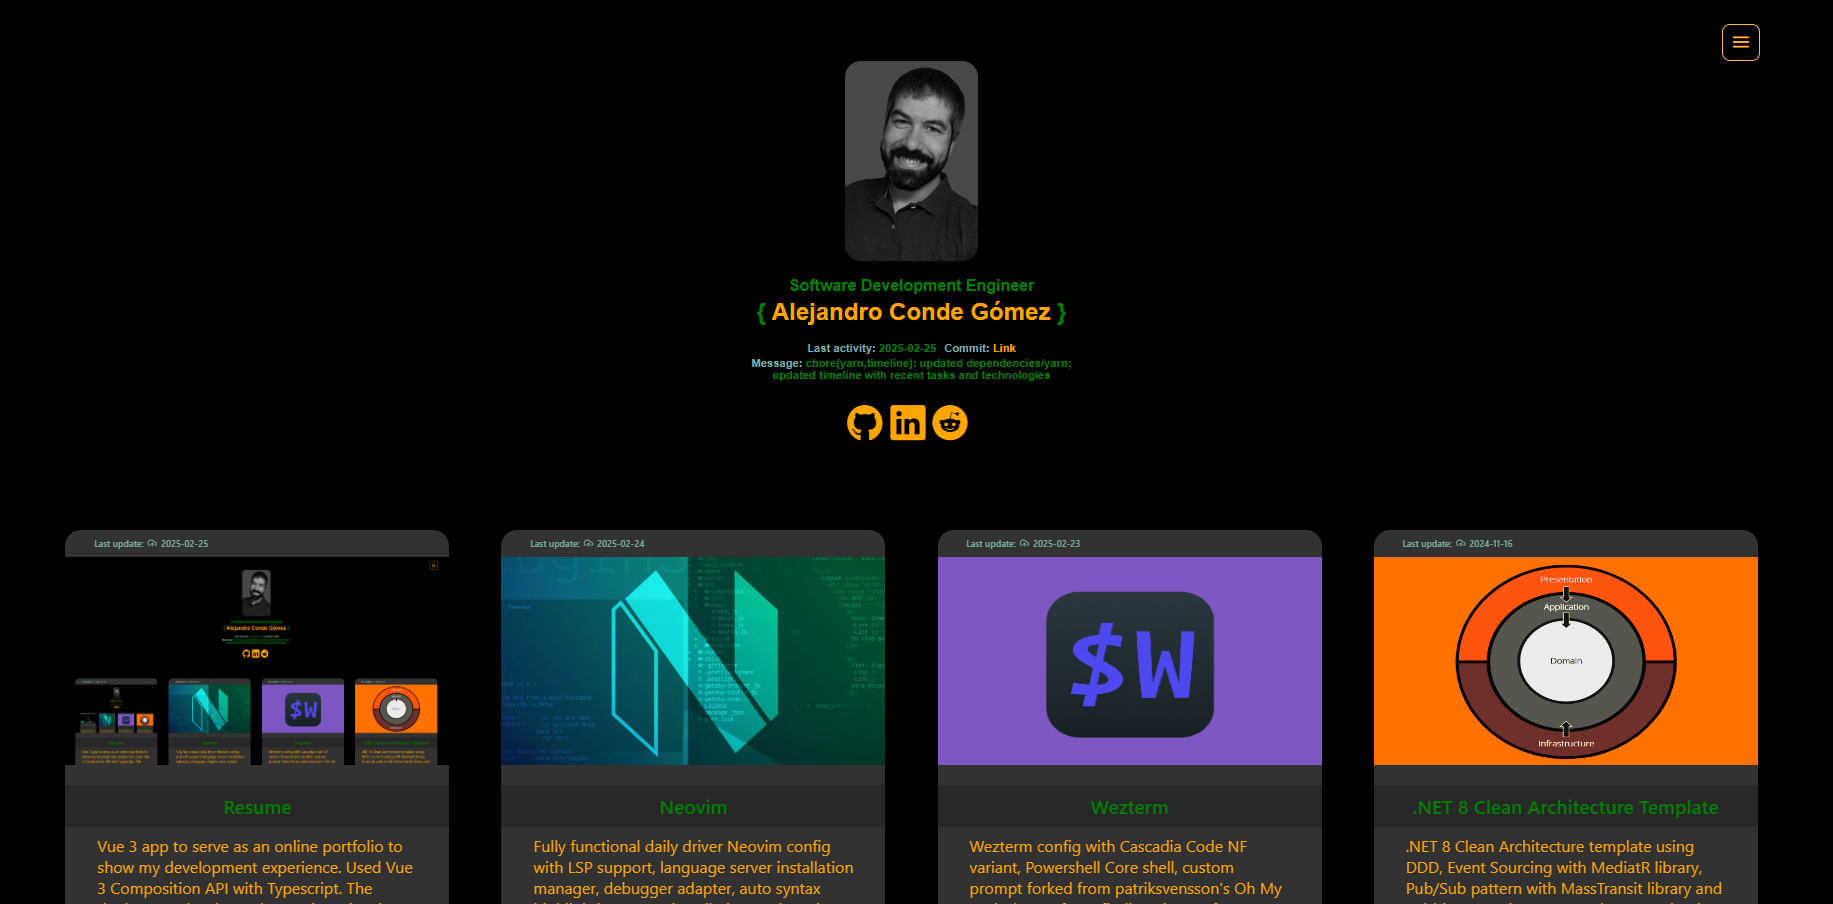 Software Development Engineer
{ Alejandro Conde Gómez }
Last activity: 2025-02-25 Commit: Link
Message: chore(yarn,timeline): updated dependencies/yarn;
updated timeline with recent tasks and technologies
in
Last update: 2025-02-25
Resume
Vue 3 app to serve as an online portfolio to
show my development experience. Used Vue
3 Composition API with Typescript. The
Last update: 2025-02-24
Neovim
Fully functional daily driver Neovim config
with LSP support, language server installation
manager, debugger adapter, auto syntax
Last update: 2025-02-23
$W
Wezterm
Wezterm config with Cascadia Code NF
variant, Powershell Core shell, custom
prompt forked from patriksvensson's Oh My
Last update: 2024-11-16
Presentation
Application
Domain
Infrastructure
.NET 8 Clean Architecture Template
.NET 8 Clean Architecture template using
DDD, Event Sourcing with MediatR library,
Pub/Sub pattern with MassTransit library and